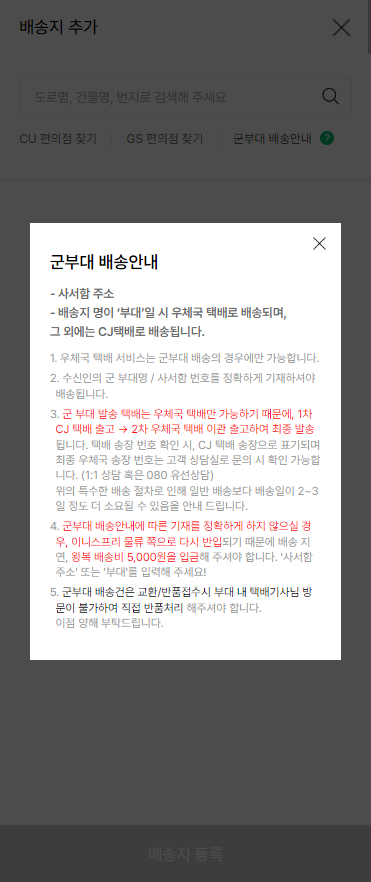 배송지 추가
도로명, 건물명, 번지로 검색해 주세요
CU 편의점 찾기 GS 편의점 찾기 군부대 배송안내 ?
군부대 배송안내
- 사서함 주소
- 배송지 명이 '부대'일 시 우체국 택배로 배송되며,
그 외에는 CJ택배로 배송됩니다.
1. 우체국 택배 서비스는 군부대 배송의 경우에만 가능합니다.
2. 수신인의 군 부대명 / 사서함 번호를 정확하게 기재하셔야
배송됩니다.
3. 군 부대 발송 택배는 우체국 택배만 가능하기 때문에, 1차
CJ 택배 출고 → 2차 우체국 택배 이관 출고하여 최종 발송
됩니다. 택배 송장 번호 확인 시, CJ 택배 송장으로 표기되며
최종 우체국 송장 번호는 고객 상담실로 문의 시 확인 가능합
니다. (1:1 상담 혹은 080 유선상담)
위의 특수한 배송 절차로 인해 일반 배송보다 배송일이 2~3
일 정도 더 소요될 수 있음을 안내 드립니다.
4. 군부대 배송안내에 따른 기재를 정확하게 하지 않으실 경
우, 이니스프리 물류 쪽으로 다시 반입되기 때문에 배송 지
연, 왕복 배송비 5,000원을 입금해 주셔야 합니다. '사서함
주소' 또는 '부대'를 입력해 주세요!
5. 군부대 배송건은 교환/반품접수시 부대 내 택배기사님 방
문이 불가하여 직접 반품처리 해주셔야 합니다.
이점 양해 부탁드립니다.
배송지 등록